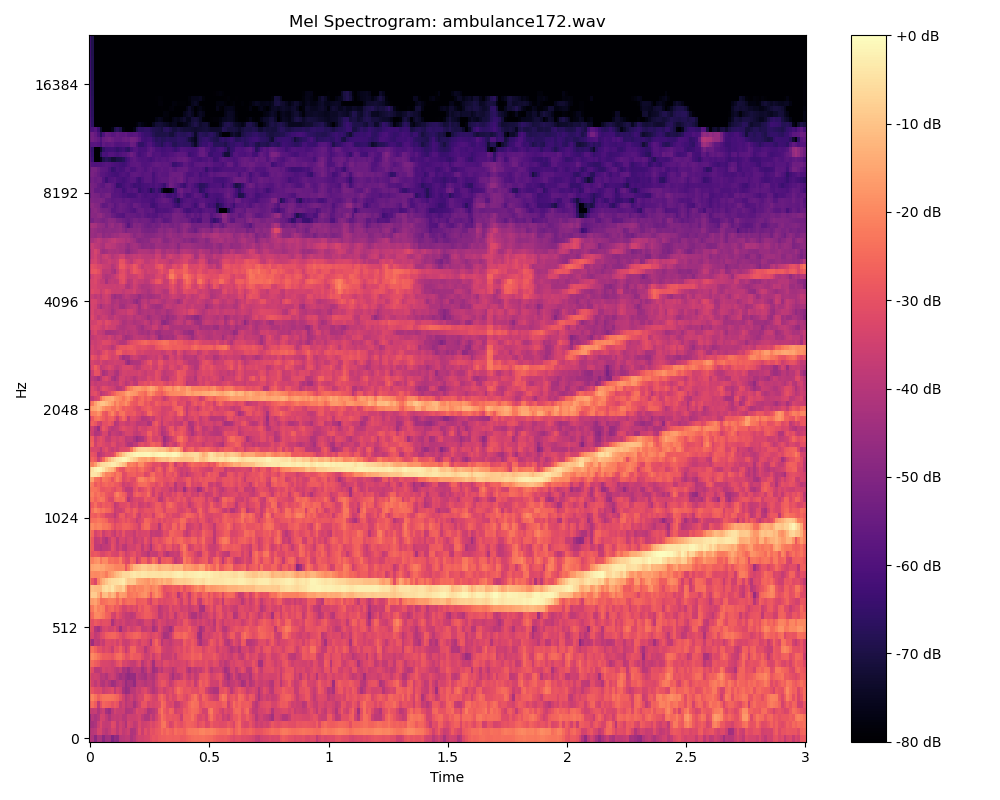 Mel Spectrogram: ambulance172.wav
Hz
16384
8192
4096
2048
1024
512
0
0
0.5
1
1.5
2
2.5
3
Time
+0 dB
-10 dB
-20 dB
-30 dB
-40 dB
-50 dB
-60 dB
-70 dB
-80 dB